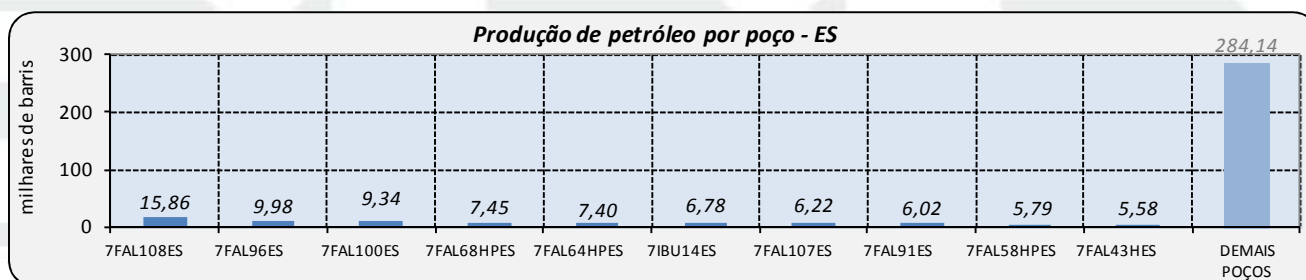 Produção de petróleo por poço - ES
milhares de barris
300
200
100
0
15,86
9,98
9,34
7,45
7,40
6,78
6,22
6,02
5,79
5,58
284,14
7FAL108ES
7FAL96ES
7FAL100ES
7FAL68HPES
7FAL64HPES
7IBU14ES
7FAL107ES
7FAL91ES
7FAL58HPES
7FAL43HES
DEMAIS
POÇOS